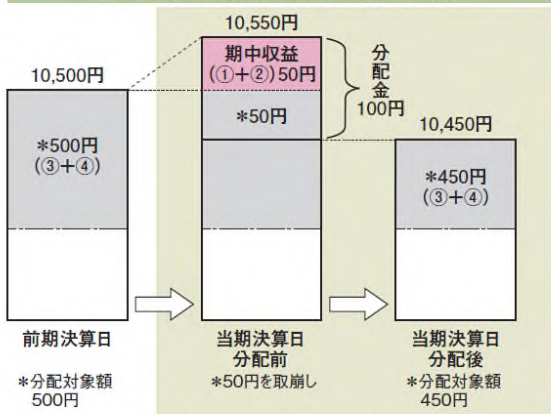 10,550円
10,500円
期中収益
(①+②)50円
*50円
分配金
100円
10,450円
*500円
(③+④)
*450円
(③+④)
前期決算日
*分配対象額
500円
当期決算日
分配前
*50円を取崩し
当期決算日
分配後
*分配対象額
450円